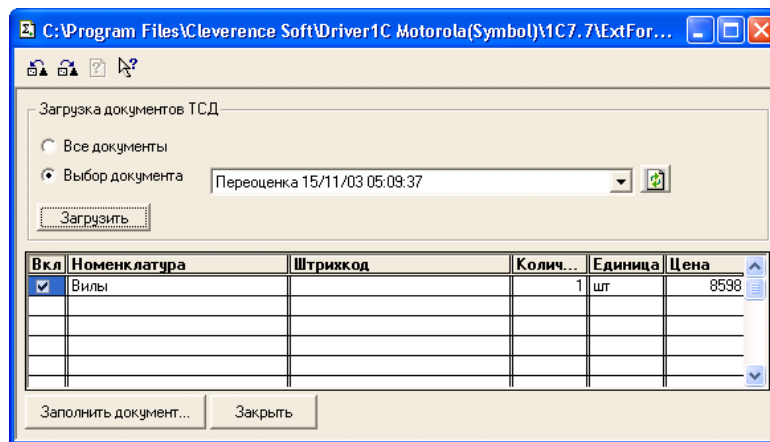 C:\Program Files\Cleverence Soft\Driver1C Motorola(Symbol)\1C7.7\ExtFor...
Загрузка документов ТСД
Все документы
Выбор документа
Переоценка 15/11/03 05:09:37
Загрузить
Вкл Номенклатура Штрихкод Колич... Единица Цена
Вилы 1 шт 8598
Заполнить документ... Закрыть